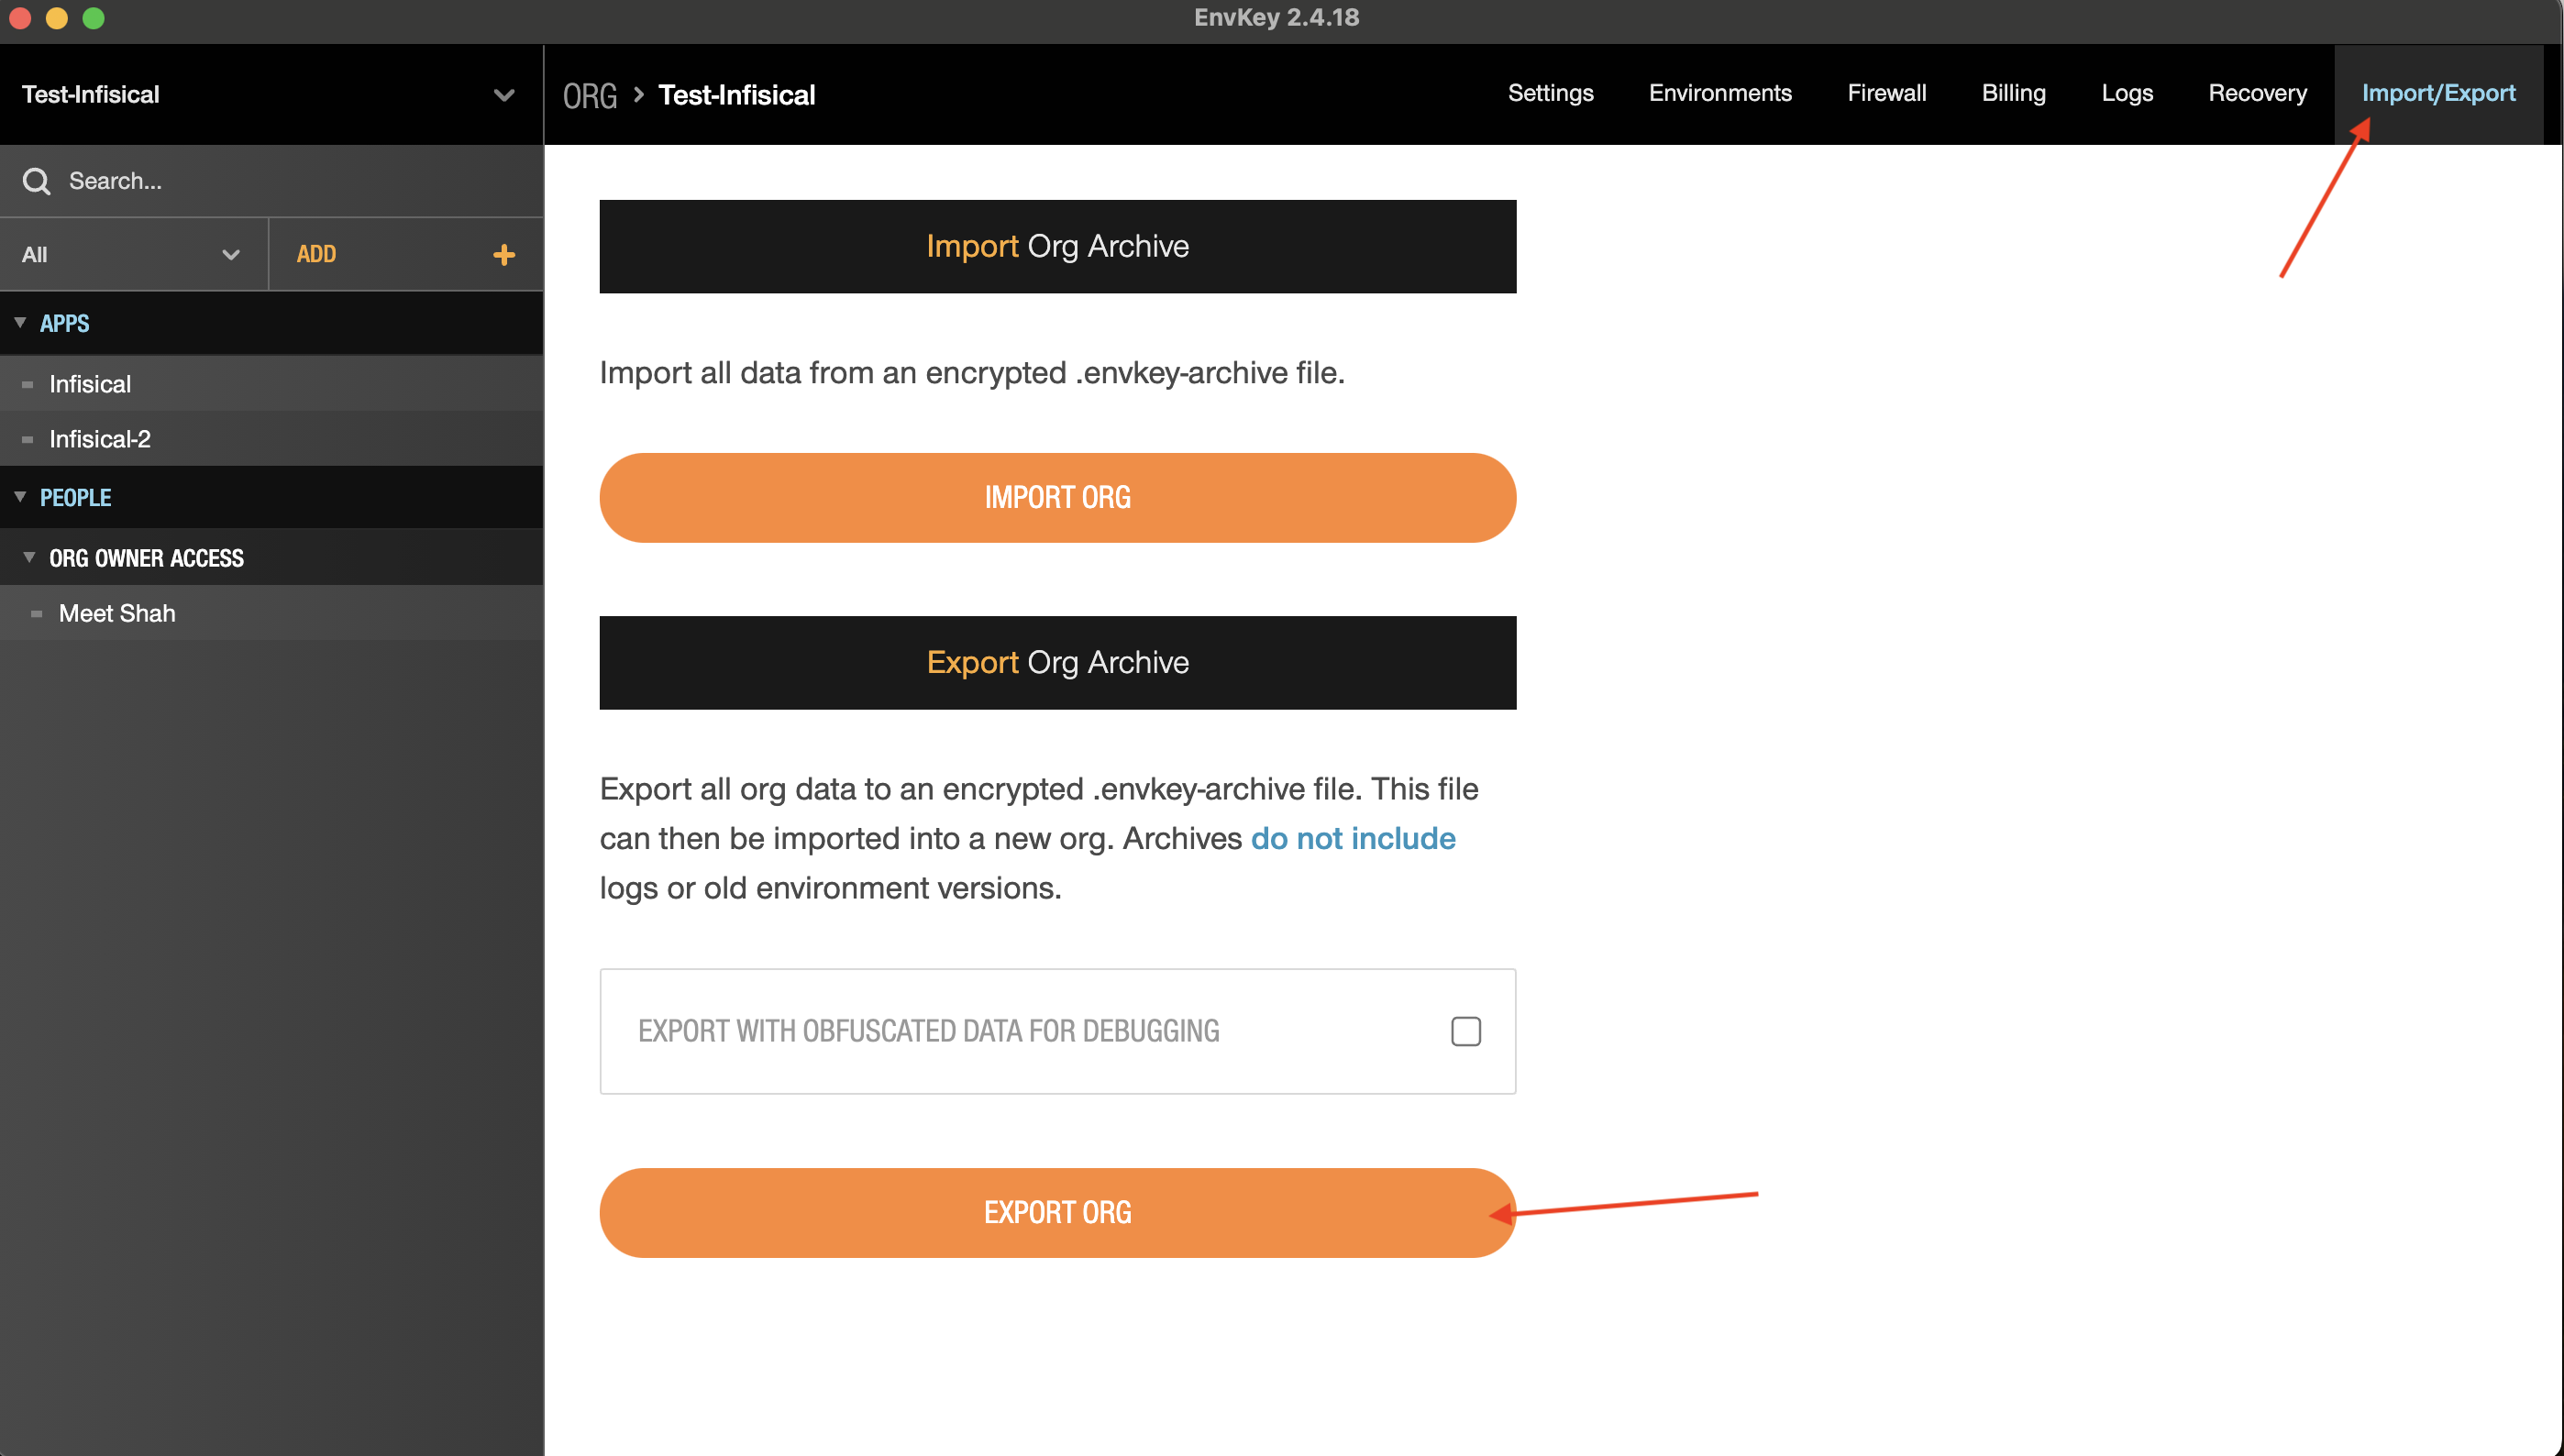 EnvKey 2.4.18
Test-Infisical
ORG > Test-Infisical
Settings
Environments
Firewall
Billing
Logs
Recovery
Import/Export
Search...
All
ADD +
APPS
Infisical
Infisical-2
PEOPLE
ORG OWNER ACCESS
Meet Shah
Import Org Archive
Import all data from an encrypted .envkey-archive file.
IMPORT ORG
Export Org Archive
Export all org data to an encrypted .envkey-archive file. This file
can then be imported into a new org. Archives do not include
logs or old environment versions.
EXPORT WITH OBFUSCATED DATA FOR DEBUGGING
EXPORT ORG